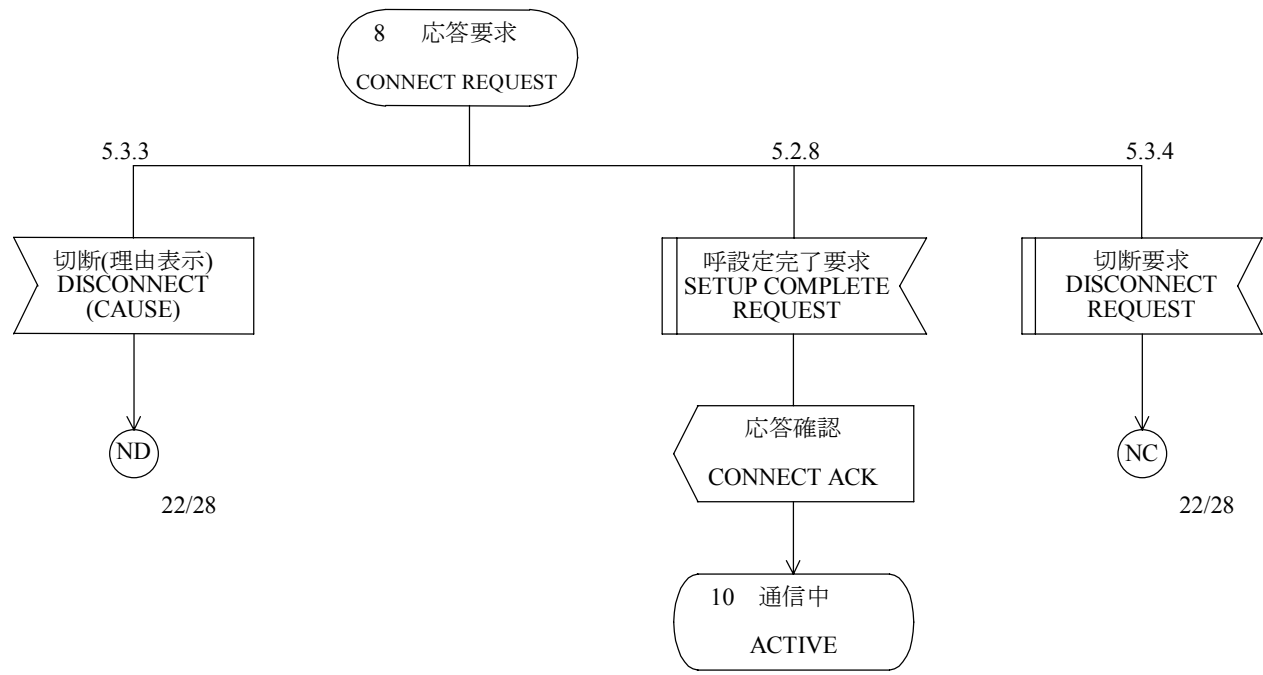 8 応答要求
CONNECT REQUEST
5.3.3
5.2.8
5.3.4
切断(理由表示)
DISCONNECT
(CAUSE)
呼設定完了要求
SETUP COMPLETE
REQUEST
切断要求
DISCONNECT
REQUEST
ND
22/28
応答確認
CONNECT ACK
NC
22/28
10 通信中
ACTIVE